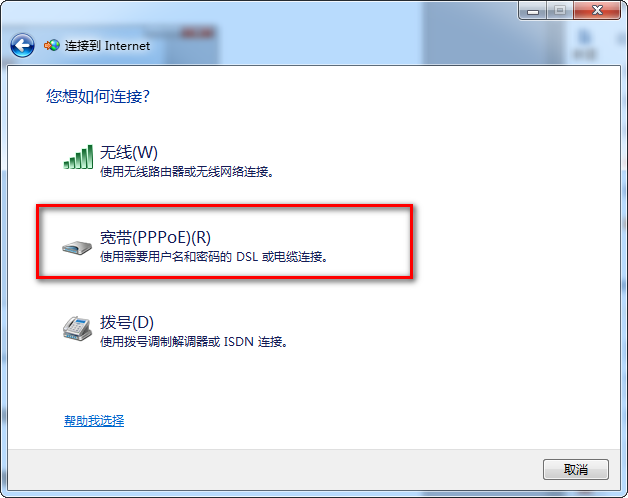 连接到 Internet
您想如何连接?
无线(W)
使用无线路由器或无线网络连接。
宽带(PPPoE)(R)
使用需要用户名和密码的 DSL 或电缆连接。
拨号(D)
使用拨号调制解调器或 ISDN 连接。
帮助我选择
取消